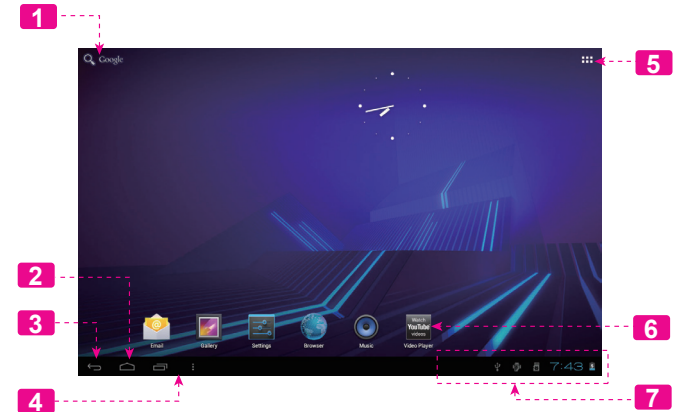 1
Google
5
2
3
Watch
YouTube
videos
6
Email
Gallery
Settings
Browser
Music
Video Player
7:43
4
7